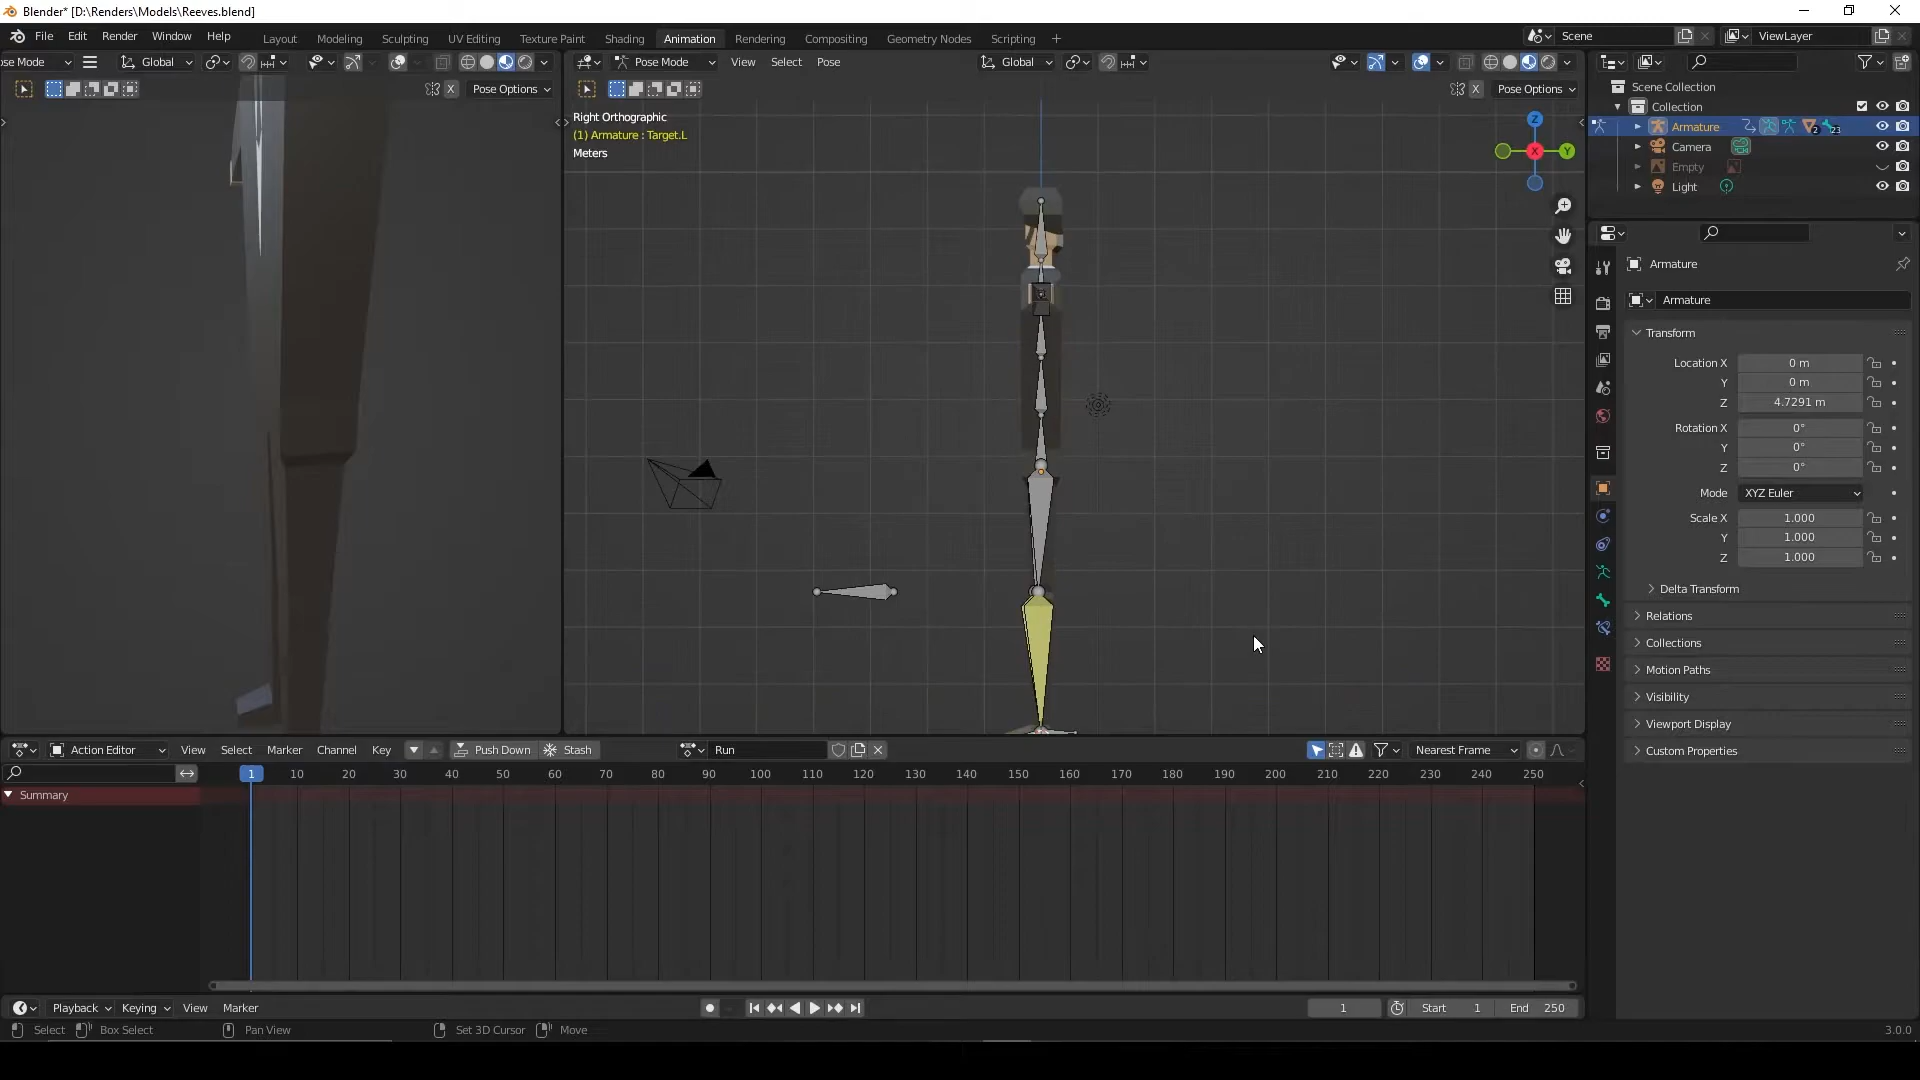 Blender* [D:\Renders\Models\Reeves.blend]
File Edit Render Window Help Layout Modeling Sculpting UV Editing Texture Paint Shading Animation Rendering Compositing Geometry Nodes Scripting + Scene ViewLayer
ose Mode Global Pose Mode View Select Pose Global
X Pose Options X Pose Options
Scene Collection
Collection
Armature 2 23
Camera
Empty
Light
Right Orthographic
(1) Armature : Target.L
Meters
Z
X
Y
Armature
Armature
Transform
Location X 0 m
Y 0 m
Z 4.7291 m
Rotation X 0°
Y 0°
Z 0°
Mode XYZ Euler
Scale X 1.000
Y 1.000
Z 1.000
Delta Transform
Relations
Collections
Motion Paths
Visibility
Viewport Display
Custom Properties
Action Editor View Select Marker Channel Key Push Down Stash Run Nearest Frame
1 10 20 30 40 50 60 70 80 90 100 110 120 130 140 150 160 170 180 190 200 210 220 230 240 250
Summary
Playback Keying View Marker 1 Start 1 End 250
Select Box Select Pan View Set 3D Cursor Move 3.0.0